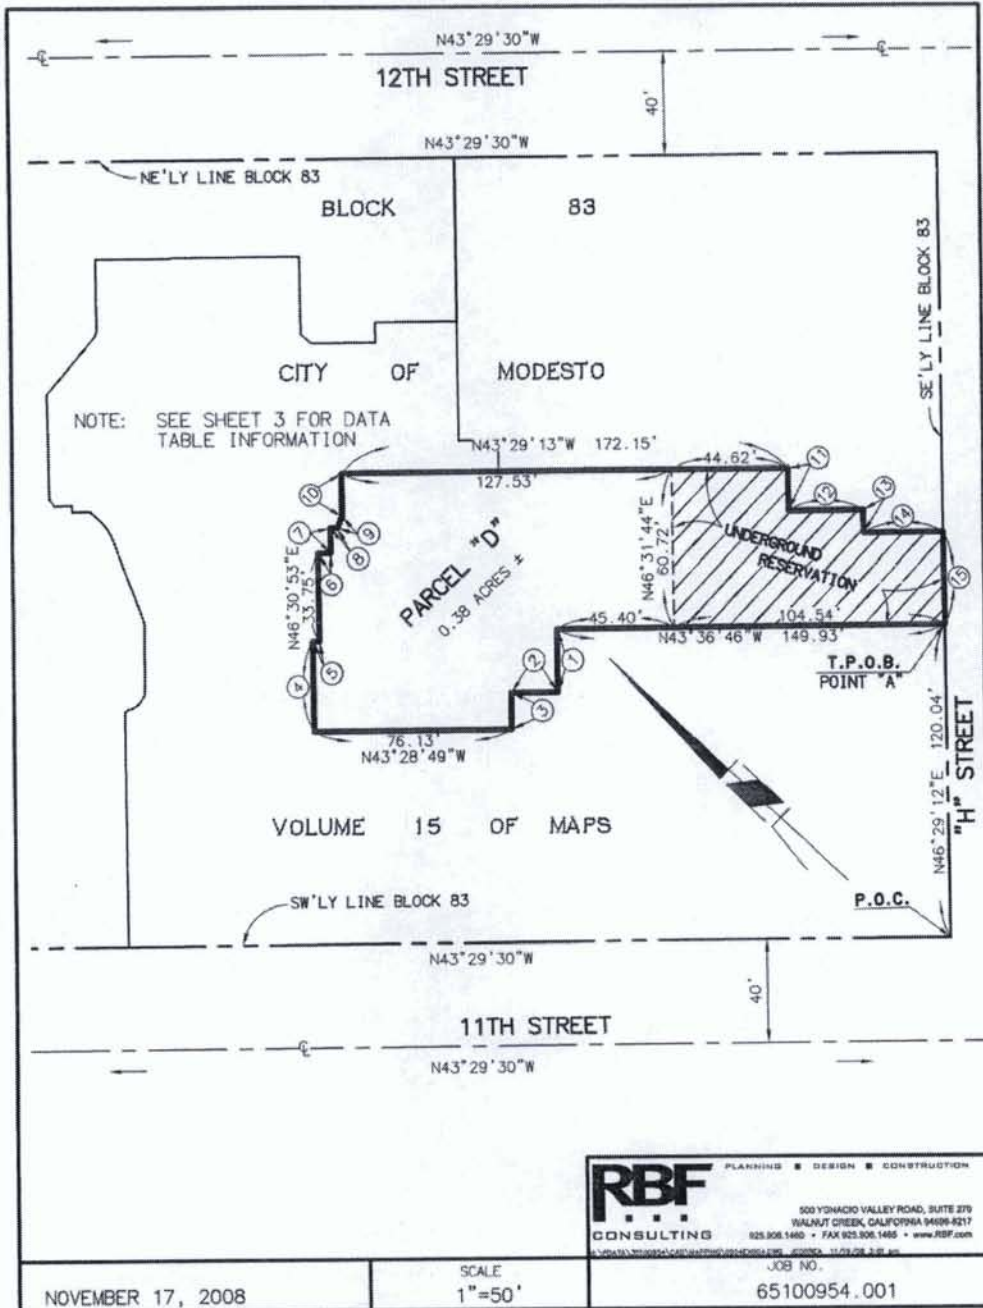 N43°29'30"W
℄
℄
12TH STREET
40'
N43°29'30"W
NE'LY LINE BLOCK 83
BLOCK 83
SE'LY LINE BLOCK 83
CITY OF MODESTO
NOTE: SEE SHEET 3 FOR DATA
TABLE INFORMATION
N43°29'13"W 172.15'
44.62'
127.53'
11
10
12
13
14
9
8
7
6
N46°30'53"E
33.75'
PARCEL "D"
0.38 ACRES ±
N46°31'44"E
60.72'
UNDERGROUND
RESERVATION
15
45.40'
104.54'
N43°36'46"W 149.93'
T.P.O.B.
POINT "A"
5
4
2
1
3
76.13'
N43°28'49"W
N46°29'12"E 120.04'
"H" STREET
VOLUME 15 OF MAPS
SW'LY LINE BLOCK 83
P.O.C.
N43°29'30"W
40'
11TH STREET
℄
N43°29'30"W
RBF
CONSULTING
PLANNING ■ DESIGN ■ CONSTRUCTION
500 YGNACIO VALLEY ROAD, SUITE 270
WALNUT CREEK, CALIFORNIA 94596-8217
925.906.1460 • FAX 925.906.1465 • www.RBF.com
NOVEMBER 17, 2008
SCALE
1"=50'
JOB NO.
65100954.001